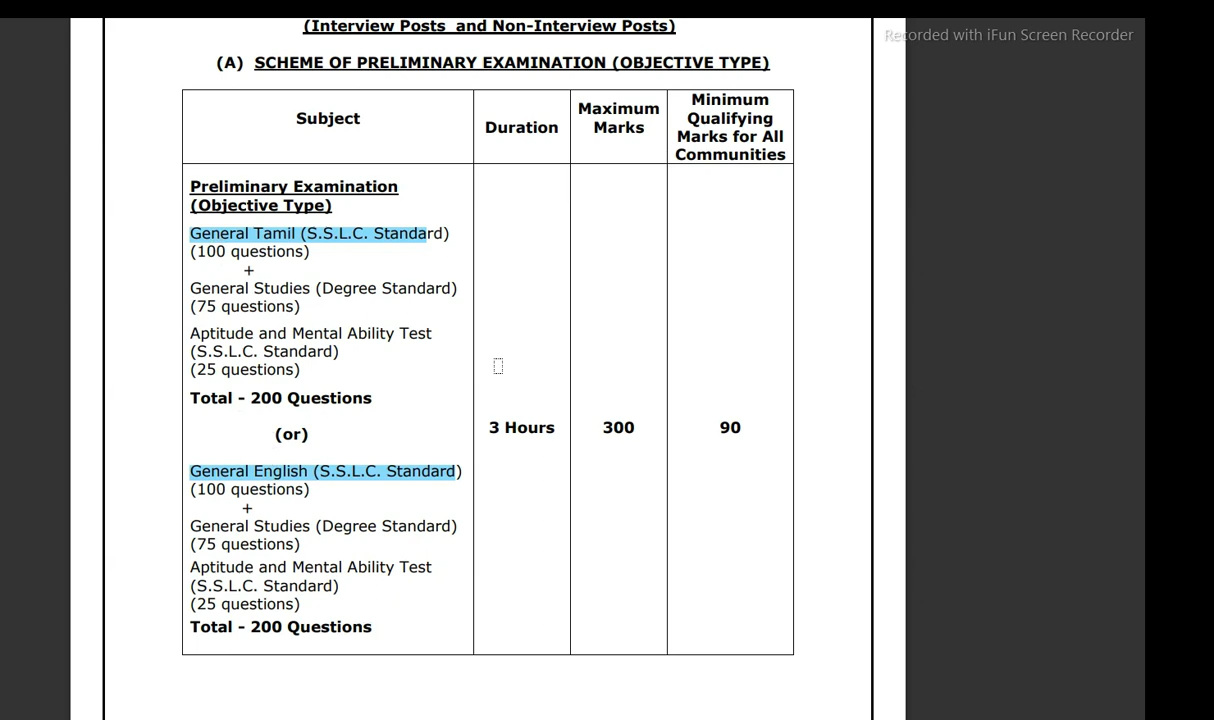 (Interview Posts and Non-Interview Posts)
Recorded with iFun Screen Recorder
(A) SCHEME OF PRELIMINARY EXAMINATION (OBJECTIVE TYPE)
Subject
Duration
Maximum
Marks
Minimum
Qualifying
Marks for All
Communities
Preliminary Examination
(Objective Type)
General Tamil (S.S.L.C. Standard)
(100 questions)
+
General Studies (Degree Standard)
(75 questions)
Aptitude and Mental Ability Test
(S.S.L.C. Standard)
(25 questions)
Total - 200 Questions
(or)
General English (S.S.L.C. Standard)
(100 questions)
+
General Studies (Degree Standard)
(75 questions)
Aptitude and Mental Ability Test
(S.S.L.C. Standard)
(25 questions)
Total - 200 Questions
3 Hours
300
90